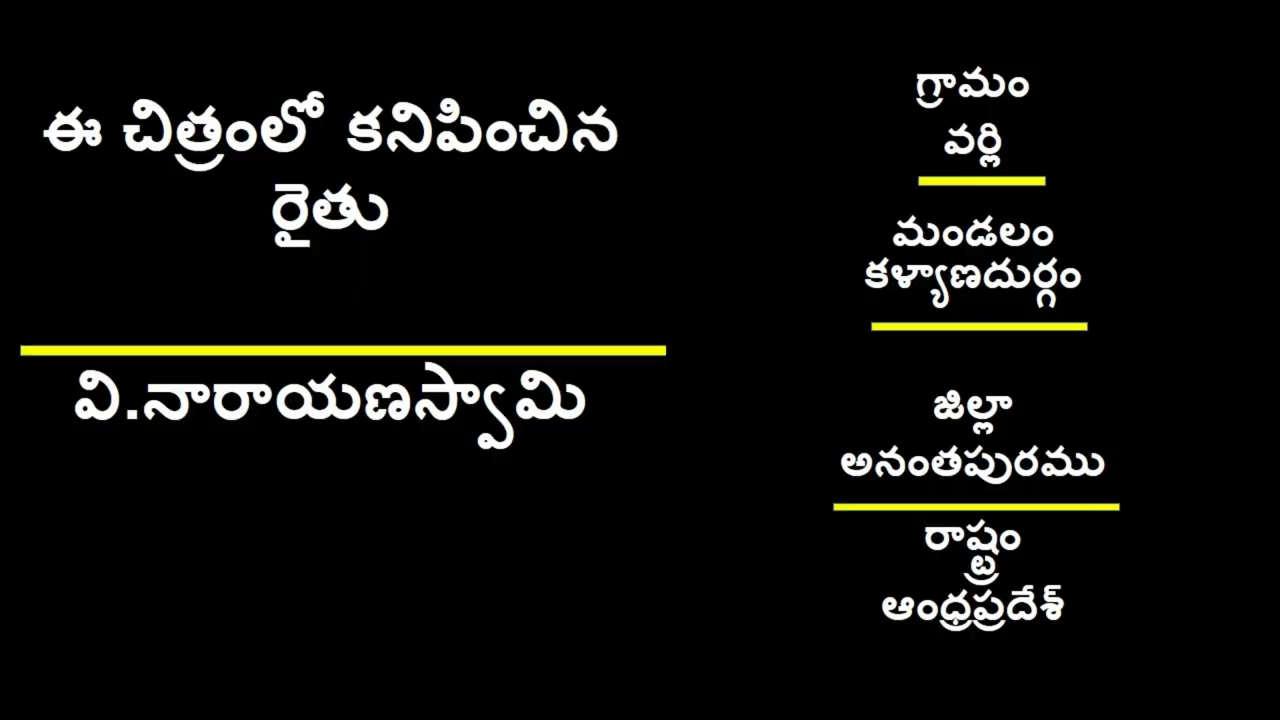 ఈ చిత్రంలో కనిపించిన
రైతు
వి.నారాయణస్వామి
గ్రామం
వర్లి
మండలం
కళ్యాణదుర్గం
జిల్లా
అనంతపురము
రాష్ట్రం
ఆంధ్రప్రదేశ్